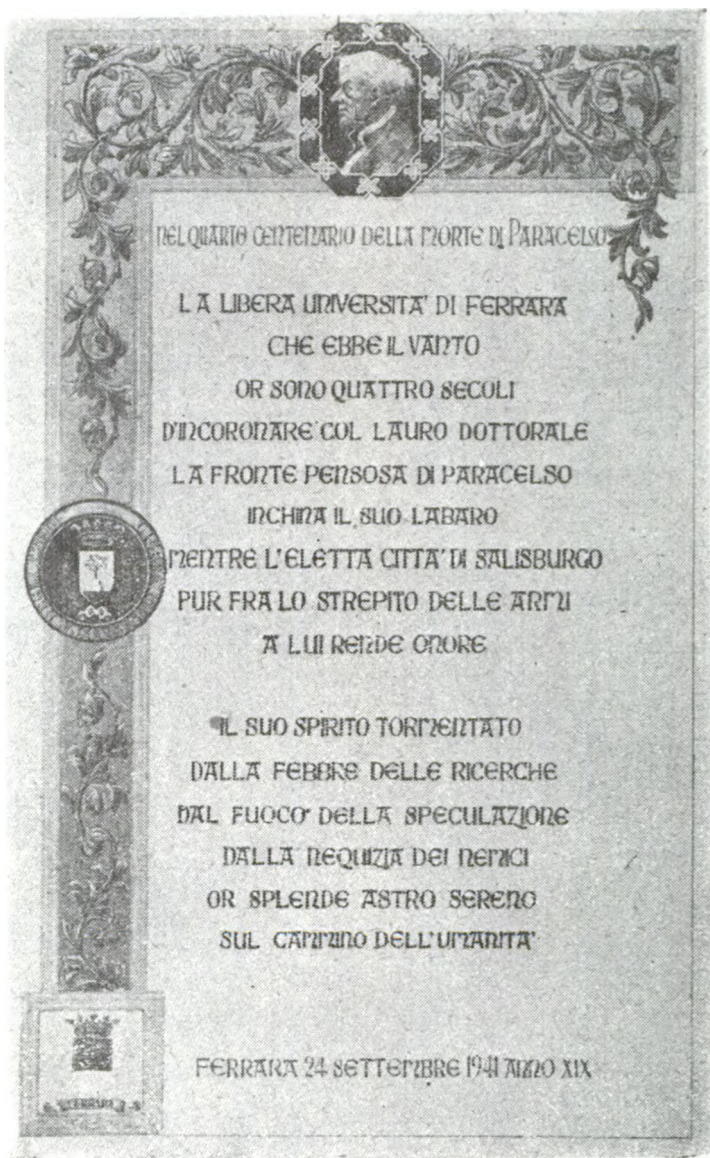 NEL QUARTO CENTENARIO DELLA MORTE DI PARACELSO
LA LIBERA UNIVERSITA' DI FERRARA
CHE EBBE IL VANTO
OR SONO QUATTRO SECOLI
D'INCORONARE COL LAURO DOTTORALE
LA FRONTE PENSOSA DI PARACELSO
INCHINA IL SUO LABARO
MENTRE L'ELETTA CITTA' DI SALISBURGO
PUR FRA LO STREPITO DELLE ARMI
A LUI RENDE ONORE
IL SUO SPIRITO TORMENTATO
DALLA FEBBRE DELLE RICERCHE
DAL FUOCO DELLA SPECULAZIONE
DALLA NEQUIZIA DEI NEMICI
OR SPLENDE ASTRO SERENO
SUL CAMMINO DELL'UMANITA'
FERRARA
FERRARA 24 SETTEMBRE 1941 ANNO XIX